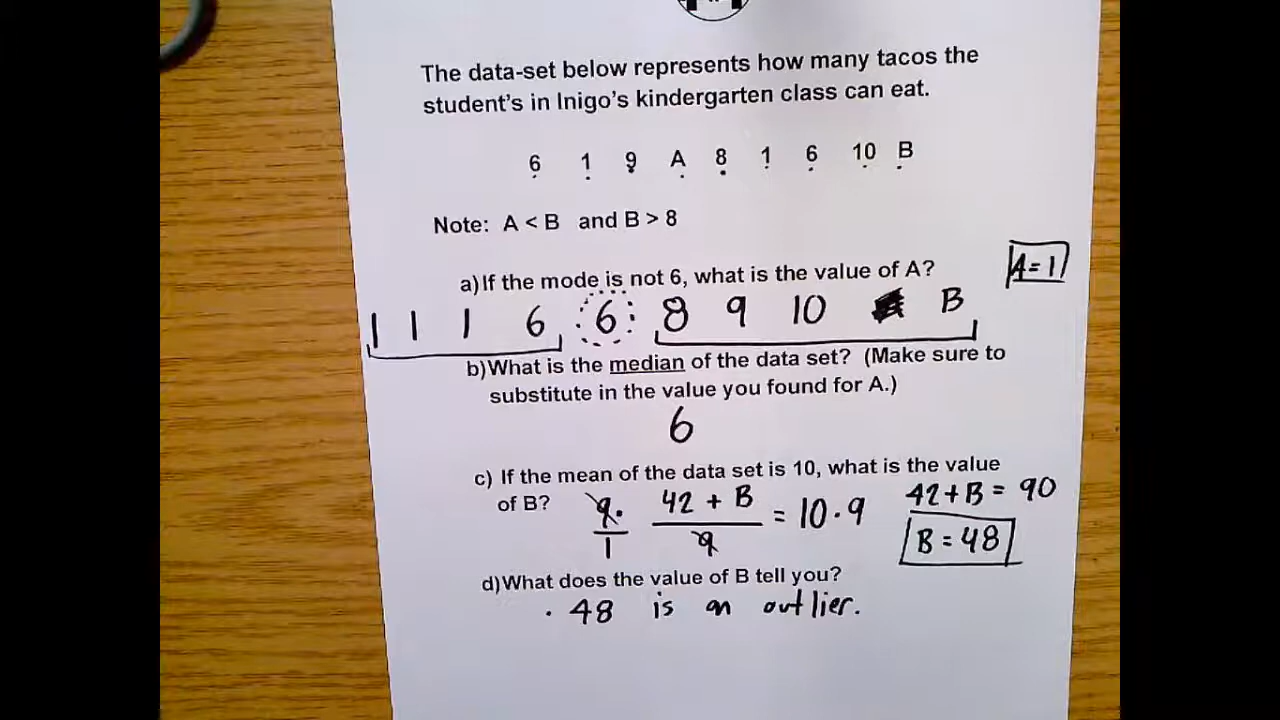 The data-set below represents how many tacos the
student's in Inigo's kindergarten class can eat.
6 1 9 A 8 1 6 10 B
Note: A < B and B > 8
a) If the mode is not 6, what is the value of A?
A = 1
1 1 1 6 6 8 9 10 B
b) What is the median of the data set? (Make sure to
substitute in the value you found for A.)
6
c) If the mean of the data set is 10, what is the value
of B?
9/1 · (42 + B)/9 = 10 · 9
42 + B = 90
B = 48
d) What does the value of B tell you?
· 48 is an outlier.